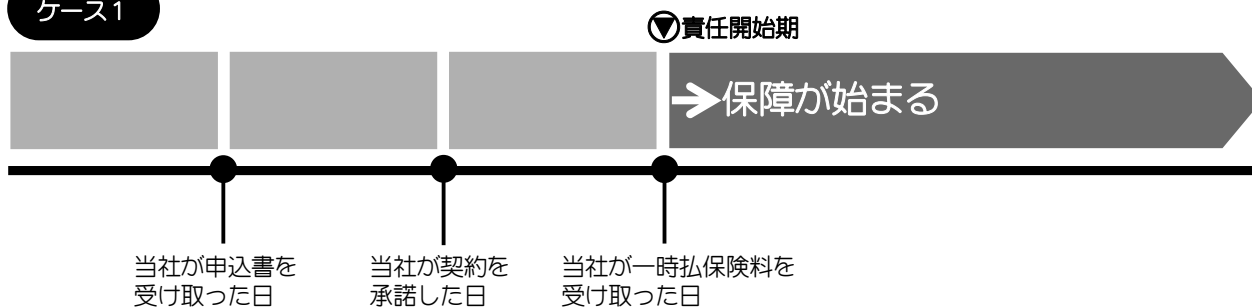 ケース1
責任開始期
保障が始まる
当社が申込書を
受け取った日
当社が契約を
承諾した日
当社が一時払保険料を
受け取った日